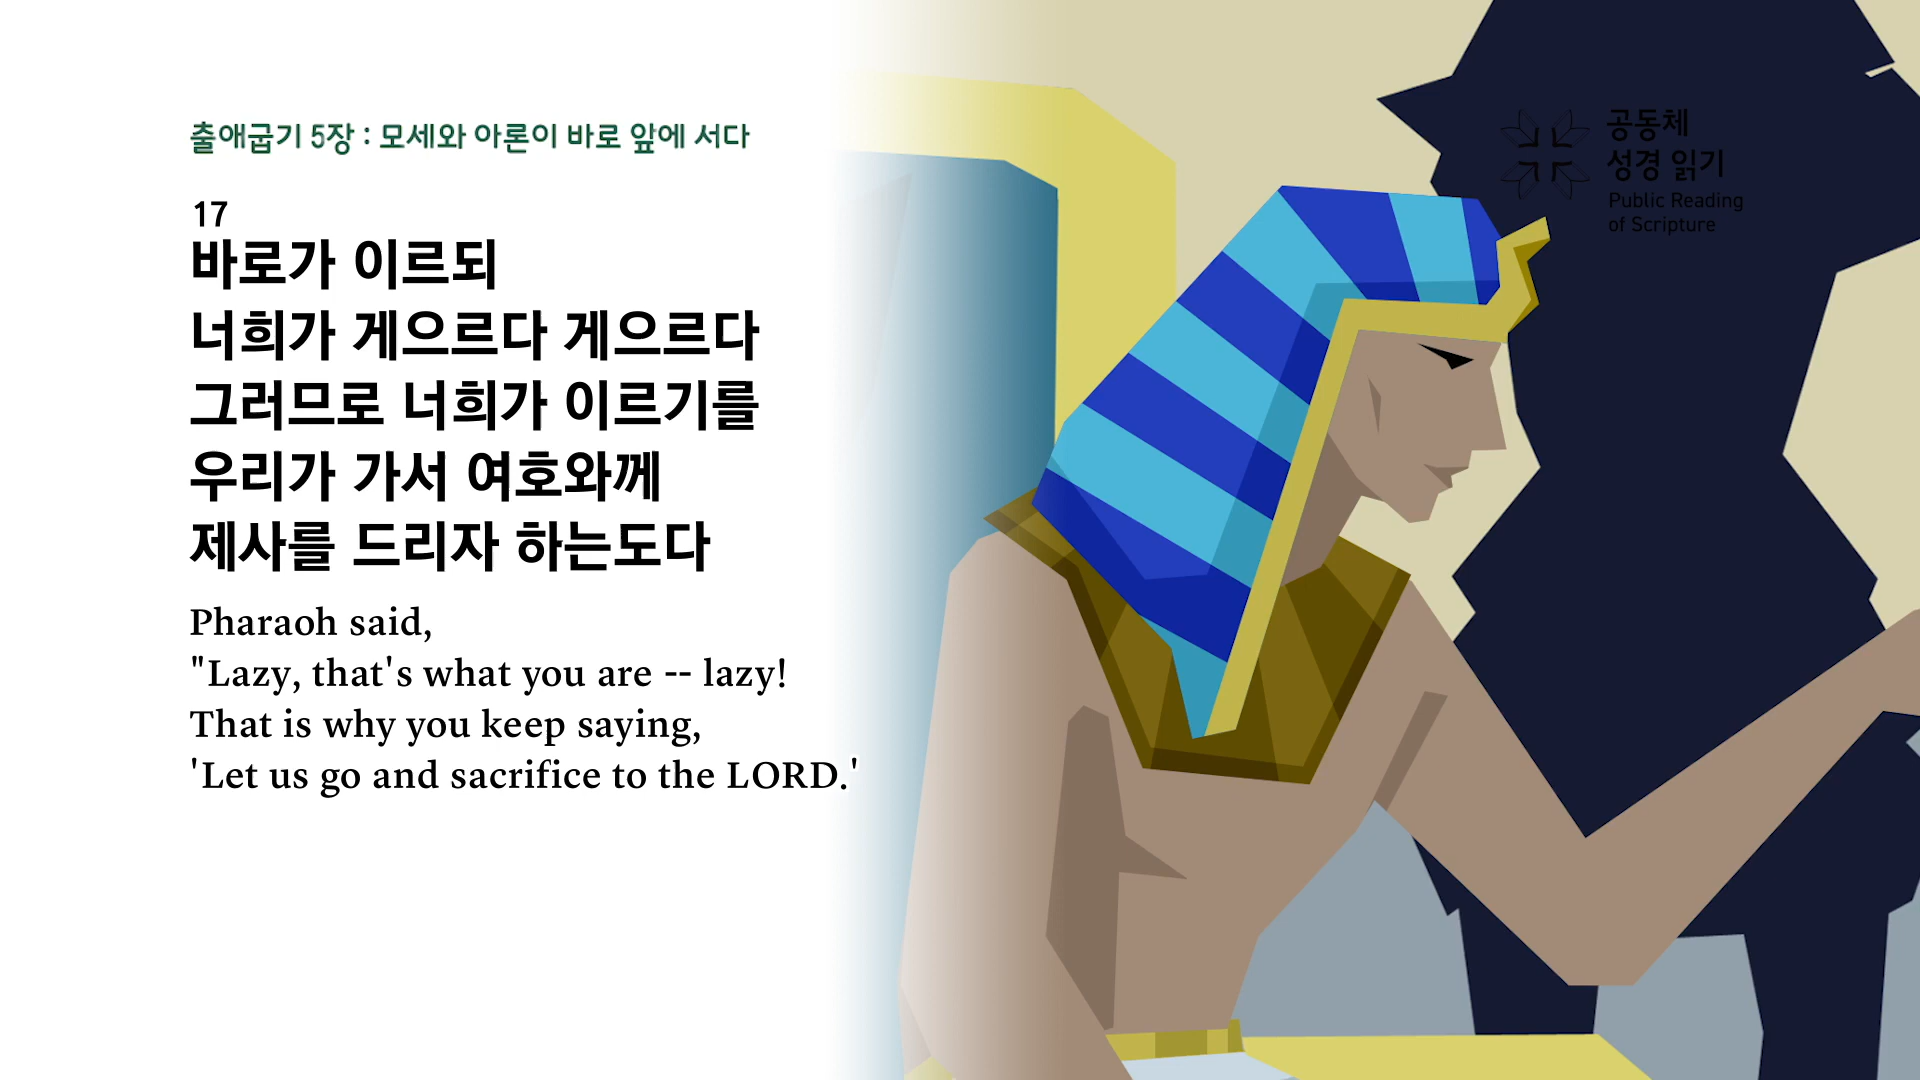 출애굽기 5장 : 모세와 아론이 바로 앞에 서다
17
바로가 이르되
너희가 게으르다 게으르다
그러므로 너희가 이르기를
우리가 가서 여호와께
제사를 드리자 하는도다
Pharaoh said,
"Lazy, that's what you are -- lazy!
That is why you keep saying,
'Let us go and sacrifice to the LORD.'
공동체
성경 읽기
Public Reading
of Scripture